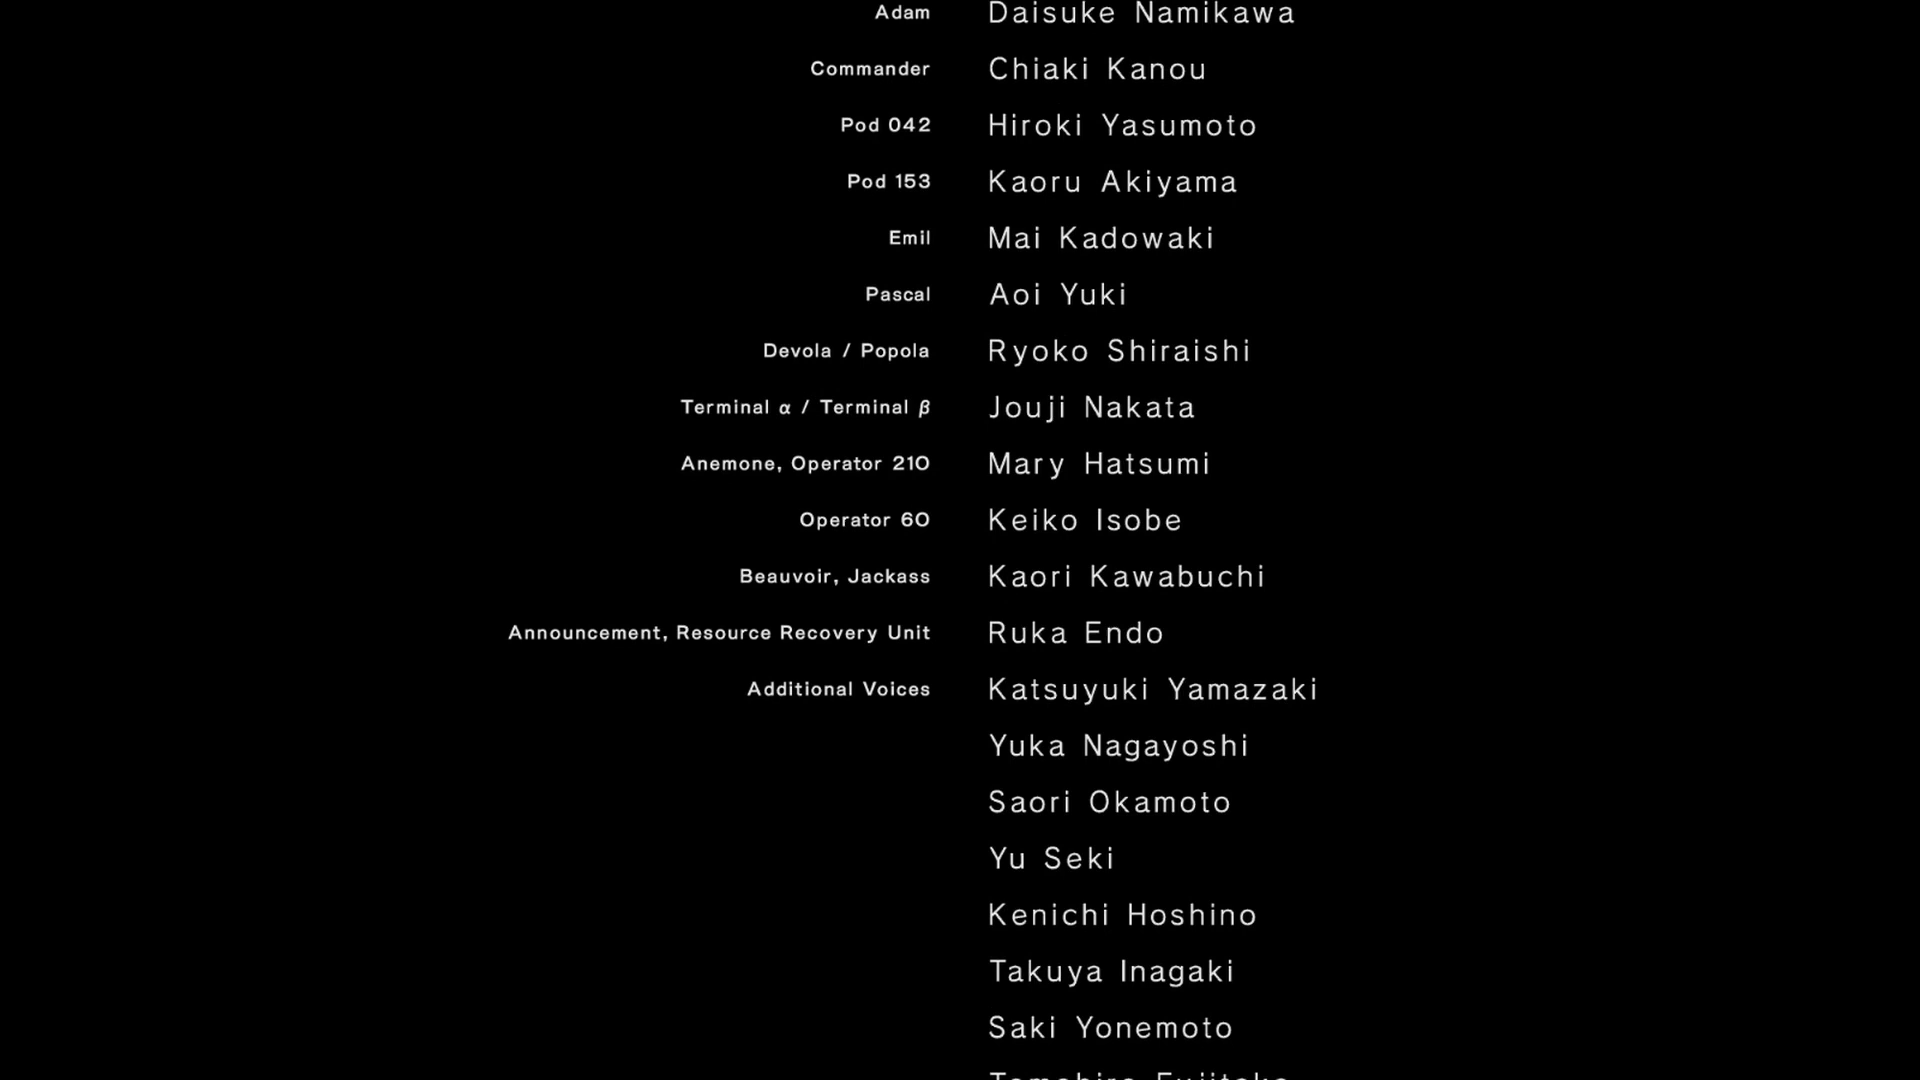 Adam Daisuke Namikawa
Commander Chiaki Kanou
Pod 042 Hiroki Yasumoto
Pod 153 Kaoru Akiyama
Emil Mai Kadowaki
Pascal Aoi Yuki
Devola / Popola Ryoko Shiraishi
Terminal α / Terminal β Jouji Nakata
Anemone, Operator 21O Mary Hatsumi
Operator 6O Keiko Isobe
Beauvoir, Jackass Kaori Kawabuchi
Announcement, Resource Recovery Unit Ruka Endo
Additional Voices Katsuyuki Yamazaki
Yuka Nagayoshi
Saori Okamoto
Yu Seki
Kenichi Hoshino
Takuya Inagaki
Saki Yonemoto